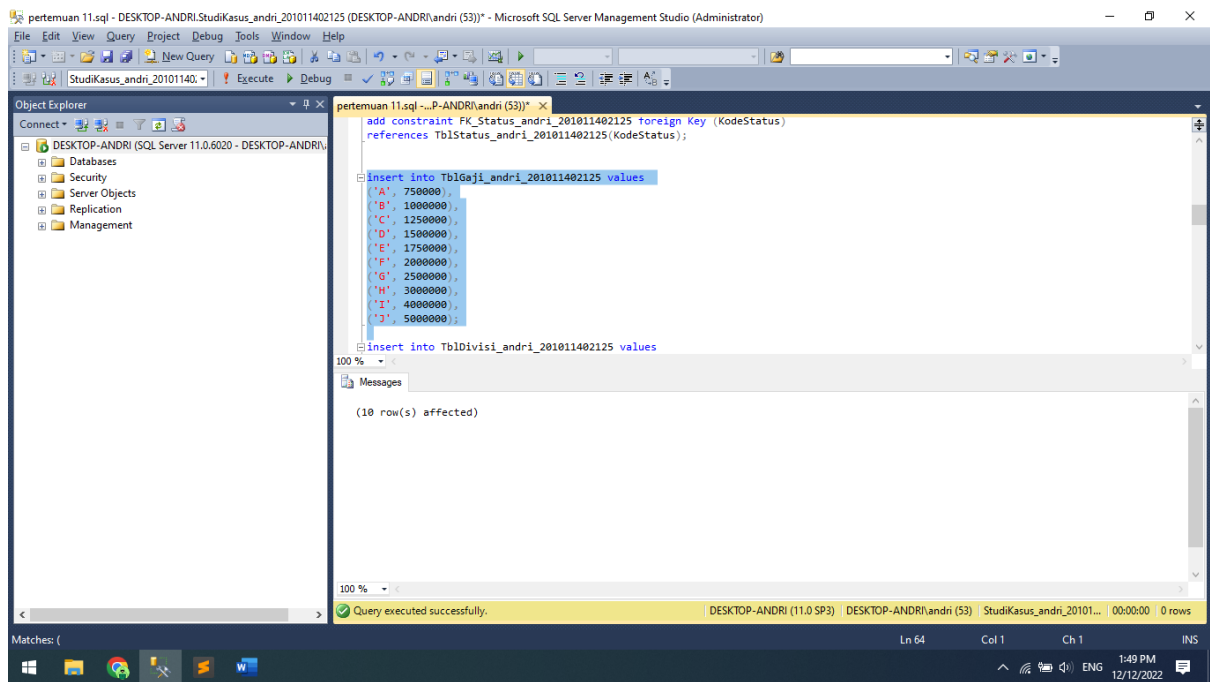 pertemuan 11.sql - DESKTOP-ANDRI.StudiKasus_andri_201011402125 (DESKTOP-ANDRI\andri (53))* - Microsoft SQL Server Management Studio (Administrator)
File Edit View Query Project Debug Tools Window Help
New Query
StudiKasus_andri_20101140 Execute Debug
Object Explorer
pertemuan 11.sql -...P-ANDRI\andri (53))*
Connect
DESKTOP-ANDRI (SQL Server 11.0.6020 - DESKTOP-ANDRI\
Databases
Security
Server Objects
Replication
Management
add constraint FK_Status_andri_201011402125 foreign Key (KodeStatus)
references TblStatus_andri_201011402125(KodeStatus);
insert into TblGaji_andri_201011402125 values
('A', 750000),
('B', 1000000),
('C', 1250000),
('D', 1500000),
('E', 1750000),
('F', 2000000),
('G', 2500000),
('H', 3000000),
('I', 4000000),
('J', 5000000);
insert into TblDivisi_andri_201011402125 values
100 %
Messages
(10 row(s) affected)
100 %
Query executed successfully. DESKTOP-ANDRI (11.0 SP3) DESKTOP-ANDRI\andri (53) StudiKasus_andri_20101... 00:00:00 0 rows
Matches: ( Ln 64 Col 1 Ch 1 INS
ENG 1:49 PM
12/12/2022